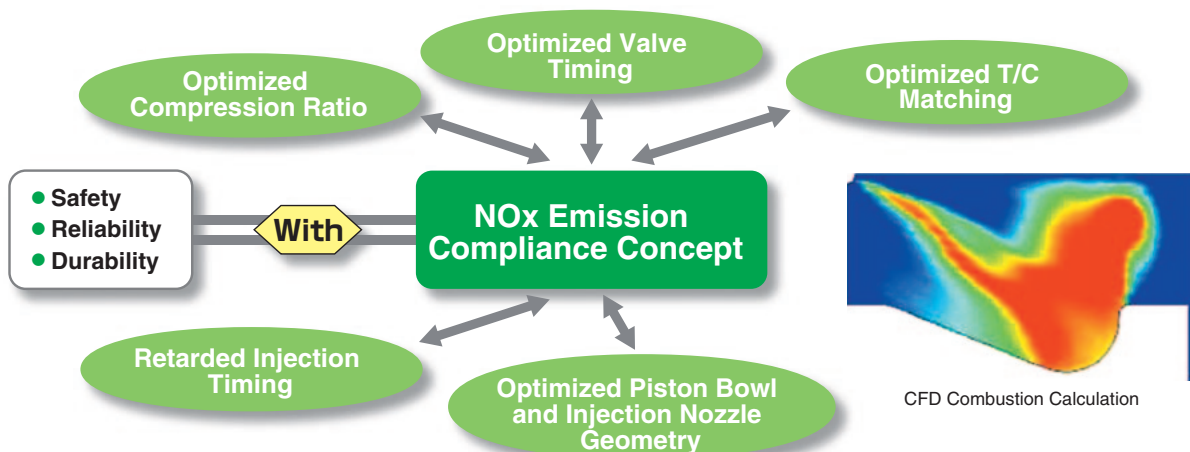 Optimized
Compression Ratio
Optimized Valve
Timing
Optimized T/C
Matching
● Safety
● Reliability
● Durability
With
NOx Emission
Compliance Concept
Retarded Injection
Timing
Optimized Piston Bowl
and Injection Nozzle
Geometry
CFD Combustion Calculation